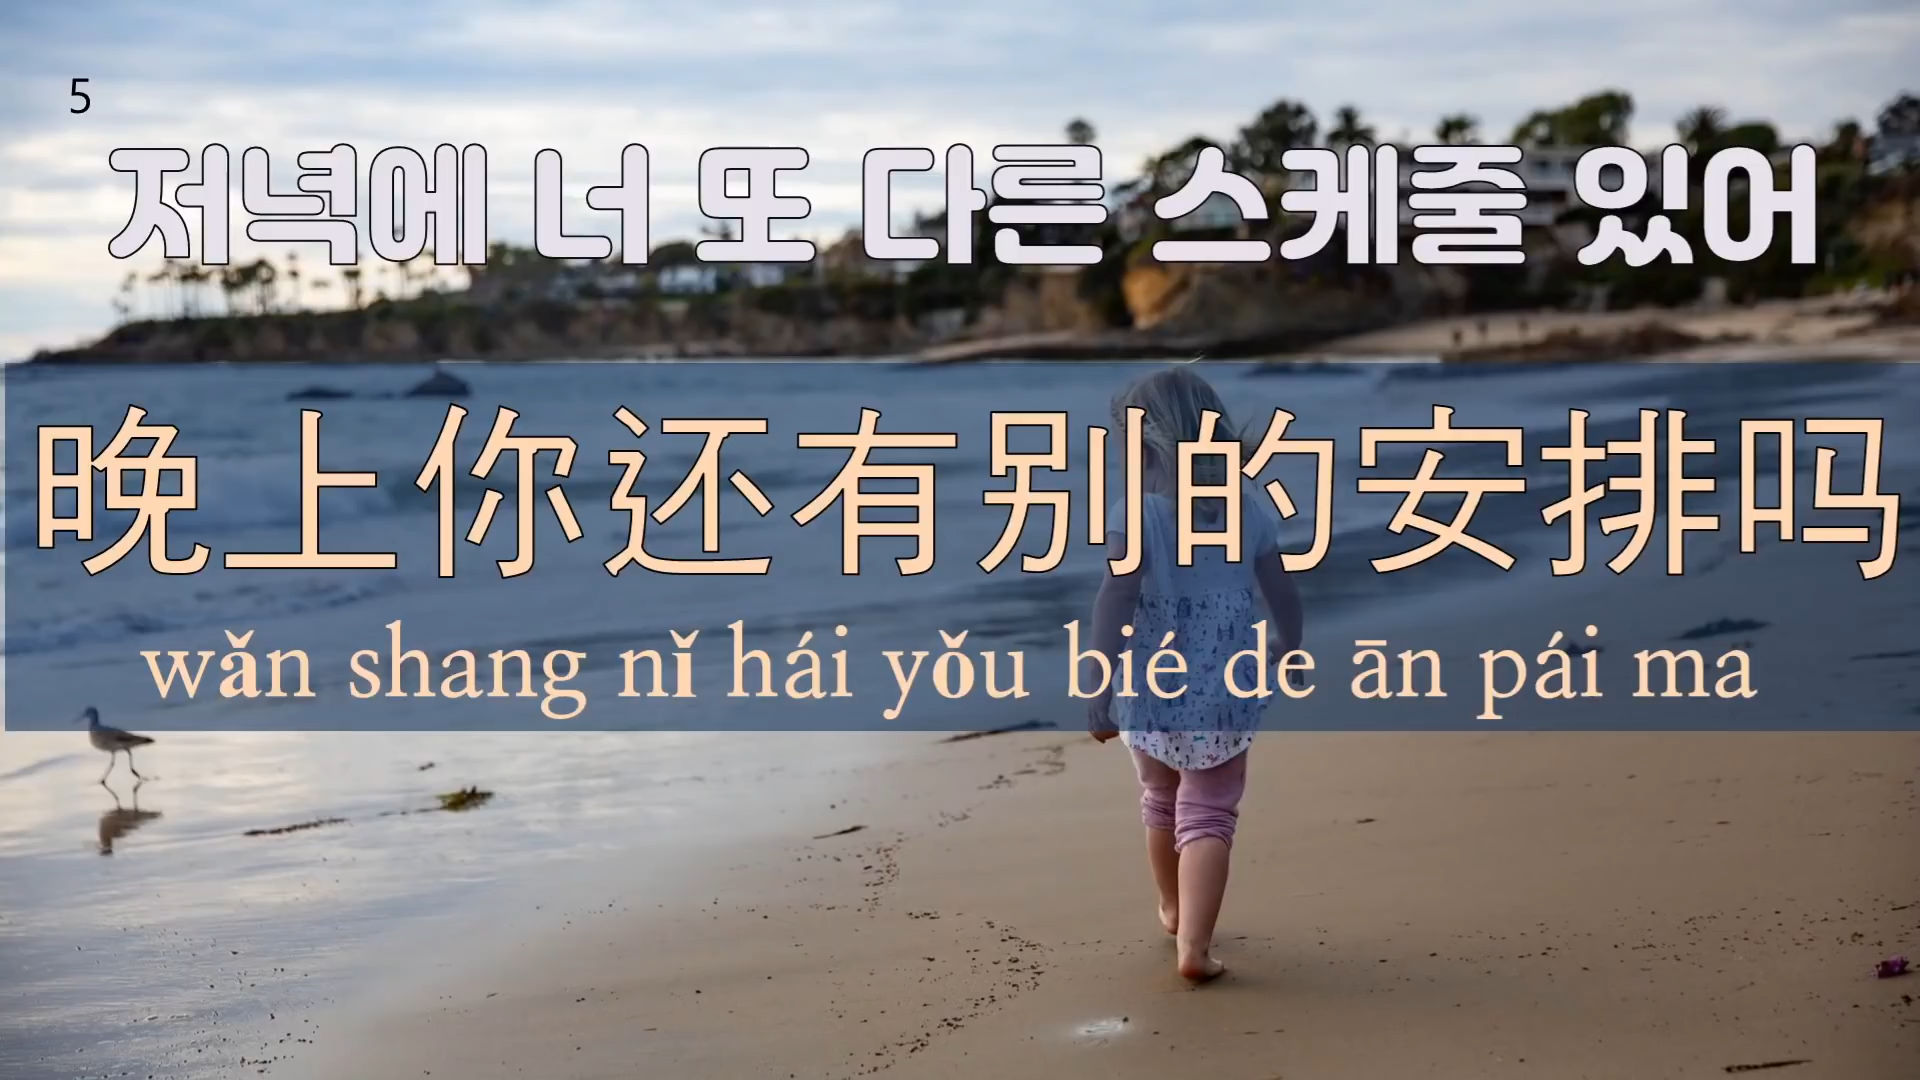 5
저녁에 너 또 다른 스케줄 있어
晚上你还有别的安排吗
wǎn shang nǐ hái yǒu bié de ān pái ma